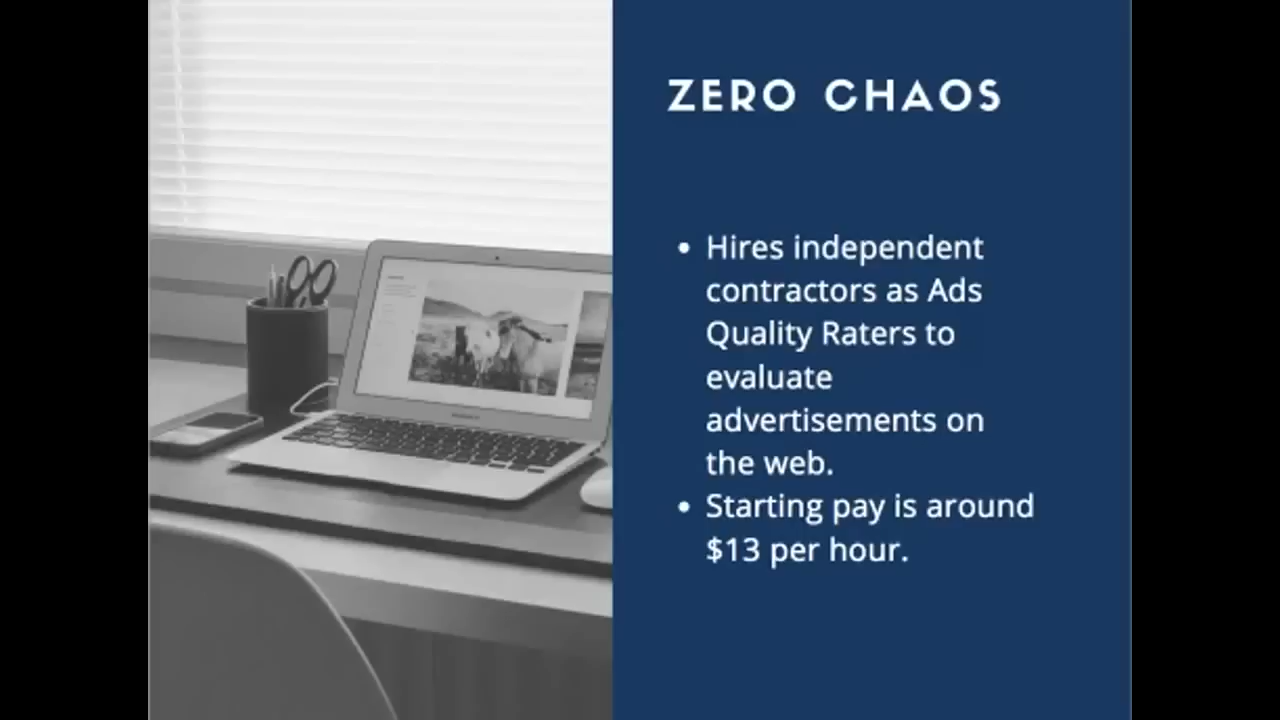 ZERO CHAOS
• Hires independent
contractors as Ads
Quality Raters to
evaluate
advertisements on
the web.
• Starting pay is around
$13 per hour.